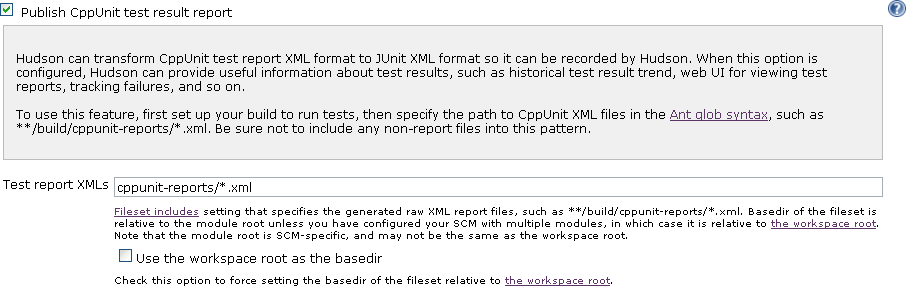 Publish CppUnit test result report
Hudson can transform CppUnit test report XML format to JUnit XML format so it can be recorded by Hudson. When this option is
configured, Hudson can provide useful information about test results, such as historical test result trend, web UI for viewing test
reports, tracking failures, and so on.
To use this feature, first set up your build to run tests, then specify the path to CppUnit XML files in the Ant glob syntax, such as
**/build/cppunit-reports/*.xml. Be sure not to include any non-report files into this pattern.
Test report XMLs cppunit-reports/*.xml
Fileset includes setting that specifies the generated raw XML report files, such as **/build/cppunit-reports/*.xml. Basedir of the fileset is
relative to the module root unless you have configured your SCM with multiple modules, in which case it is relative to the workspace root.
Note that the module root is SCM-specific, and may not be the same as the workspace root.
Use the workspace root as the basedir
Check this option to force setting the basedir of the fileset relative to the workspace root.